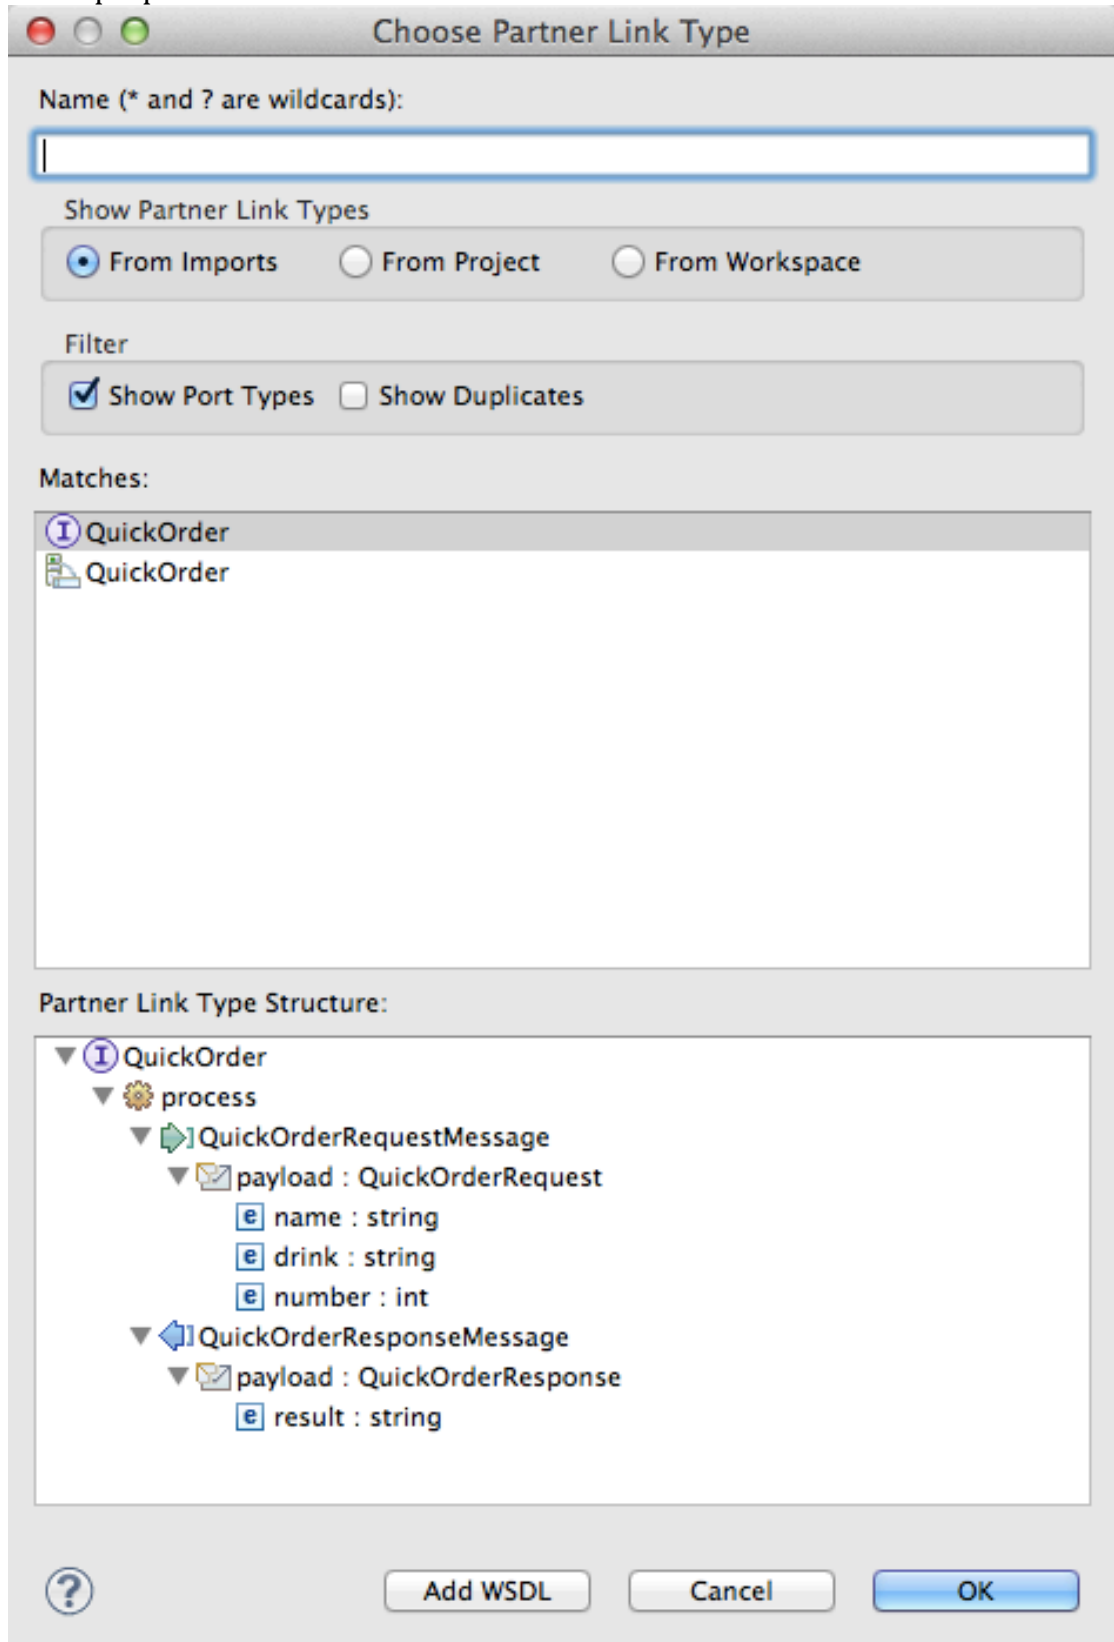 Choose Partner Link Type
Name (* and ? are wildcards):
Show Partner Link Types
From Imports From Project From Workspace
Filter
Show Port Types Show Duplicates
Matches:
I QuickOrder
QuickOrder
Partner Link Type Structure:
I QuickOrder
process
QuickOrderRequestMessage
payload : QuickOrderRequest
e name : string
e drink : string
e number : int
QuickOrderResponseMessage
payload : QuickOrderResponse
e result : string
? Add WSDL Cancel OK